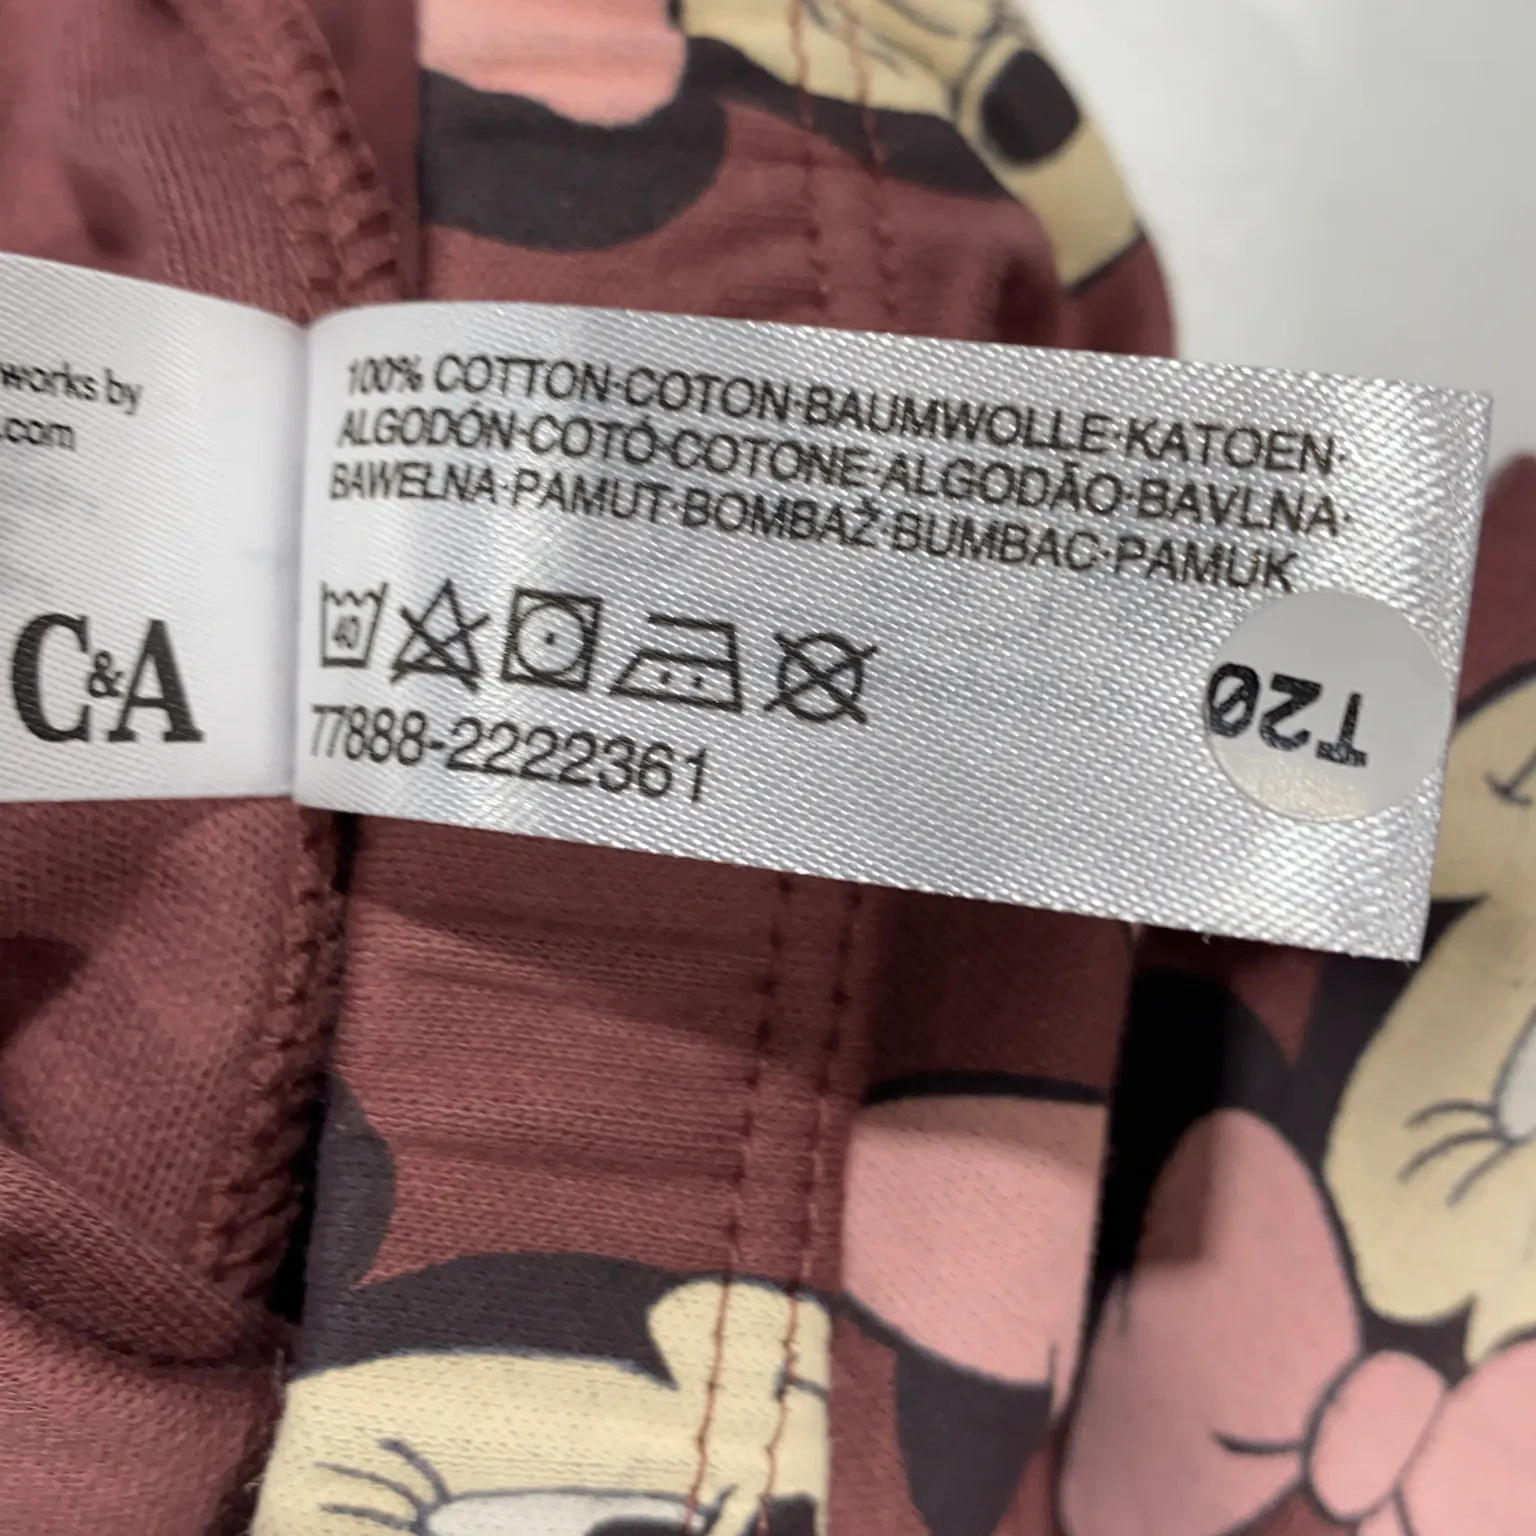 works by
.com
C&A
100% COTTON·COTON·BAUMWOLLE·KATOEN·
ALGODÓN·COTÓ·COTONE·ALGODÃO·BAVLNA·
BAWEŁNA·PAMUT·BOMBAŽ·BUMBAC·PAMUK
40
77888-2222361
T20